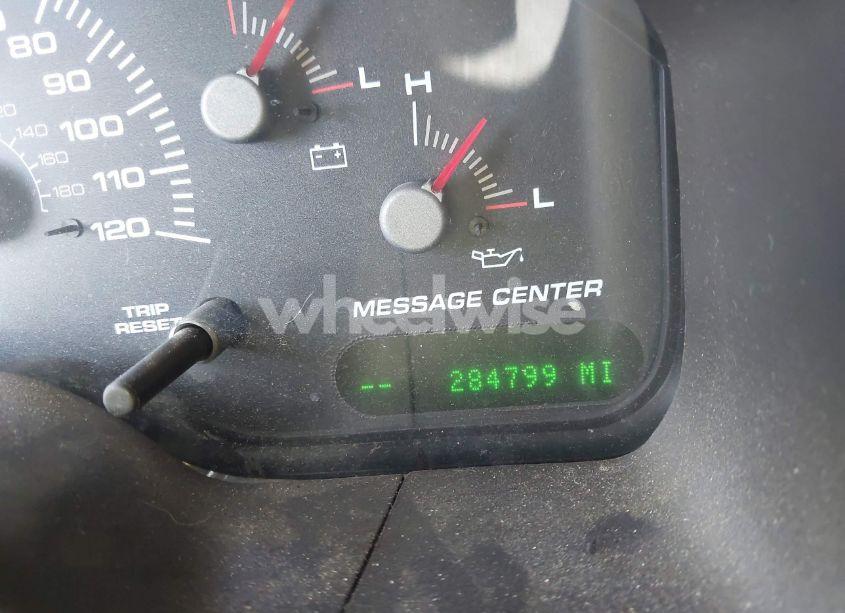 80
90
100
110
120
140
160
180
L
H
L
- +
TRIP
RESET
MESSAGE CENTER
wheelwise
-- 284799 MI